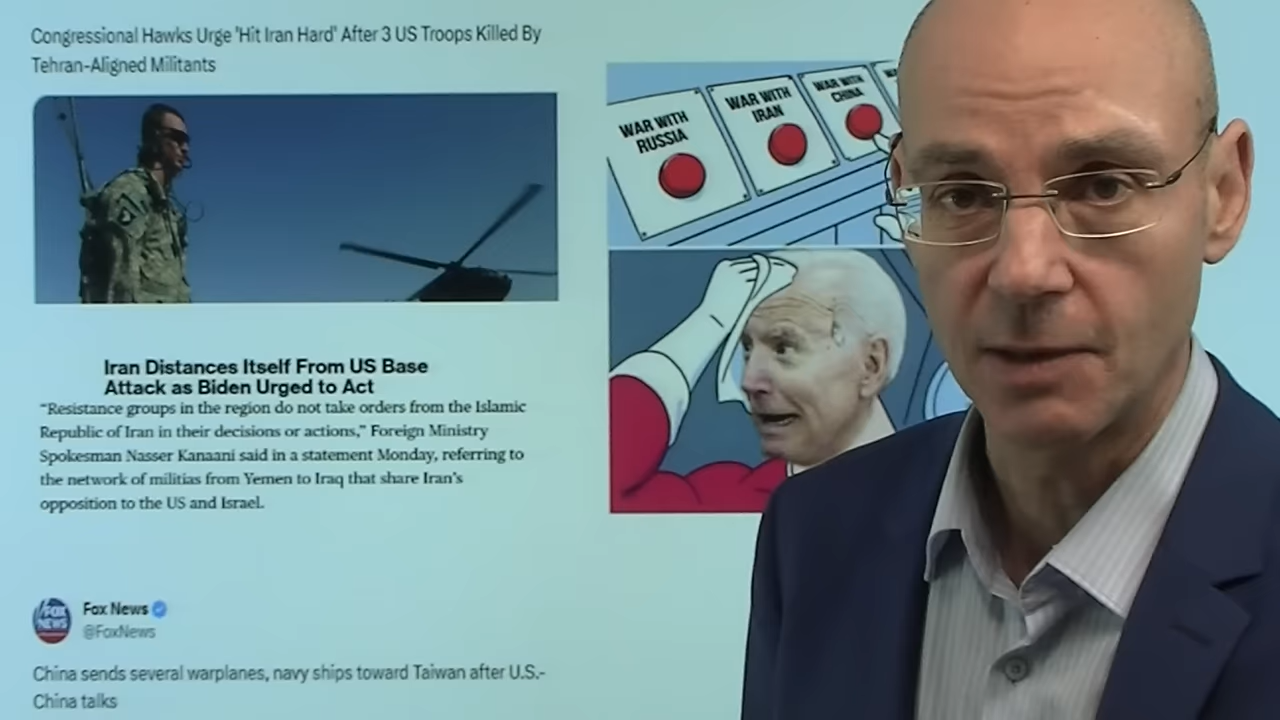 Congressional Hawks Urge 'Hit Iran Hard' After 3 US Troops Killed By
Tehran-Aligned Militants
WAR WITH
RUSSIA
WAR WITH
IRAN
WAR WITH
CHINA
Iran Distances Itself From US Base
Attack as Biden Urged to Act
“Resistance groups in the region do not take orders from the Islamic
Republic of Iran in their decisions or actions,” Foreign Ministry
Spokesman Nasser Kanaani said in a statement Monday, referring to
the network of militias from Yemen to Iraq that share Iran’s
opposition to the US and Israel.
FOX
NEWS
Fox News
@FoxNews
China sends several warplanes, navy ships toward Taiwan after U.S.-
China talks